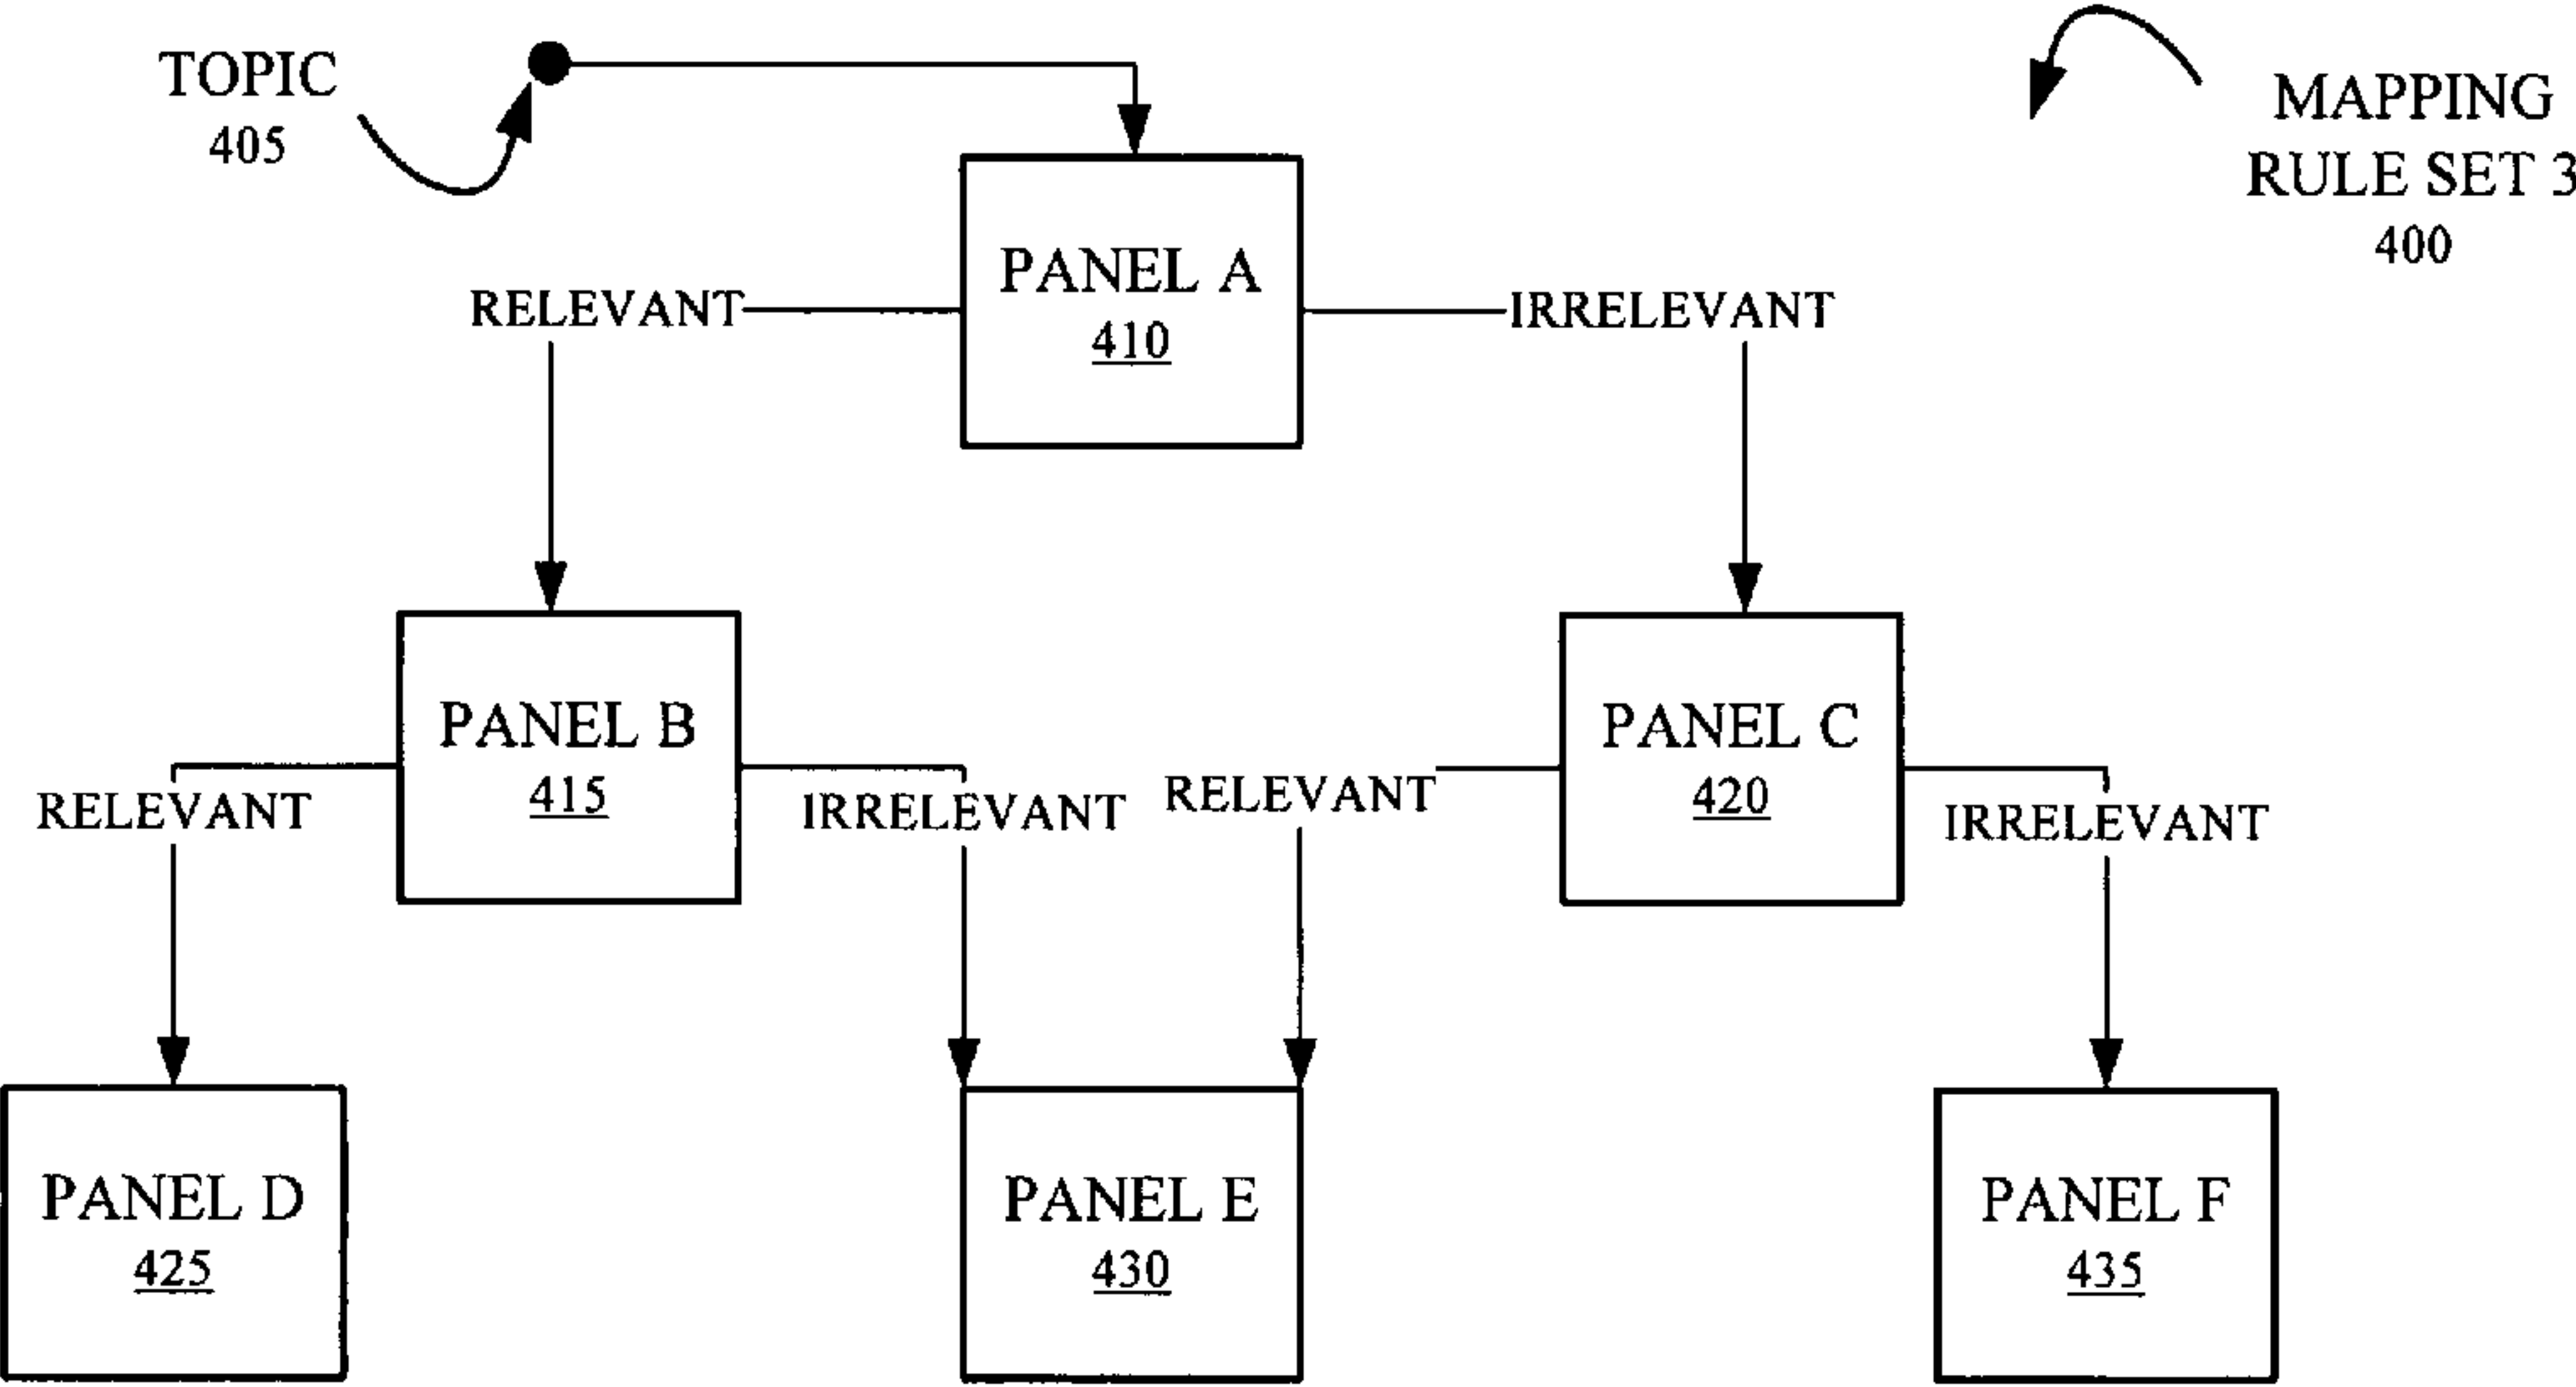 TOPIC
405
MAPPING
RULE SET 3
400
PANEL A
410
RELEVANT
IRRELEVANT
PANEL B
415
PANEL C
420
RELEVANT
IRRELEVANT
RELEVANT
IRRELEVANT
PANEL D
425
PANEL E
430
PANEL F
435